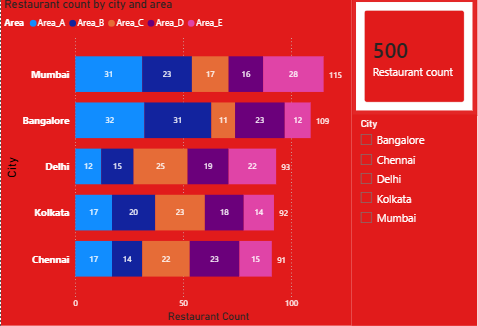 Restaurant count by city and area
Area Area_A Area_B Area_C Area_D Area_E
Mumbai 31 23 17 16 28 115
Bangalore 32 31 11 23 12 109
Delhi 12 15 25 19 22 93
Kolkata 17 20 23 18 14 92
Chennai 17 14 22 23 15 91
City
0 50 100
Restaurant Count
500
Restaurant count
City
Bangalore
Chennai
Delhi
Kolkata
Mumbai